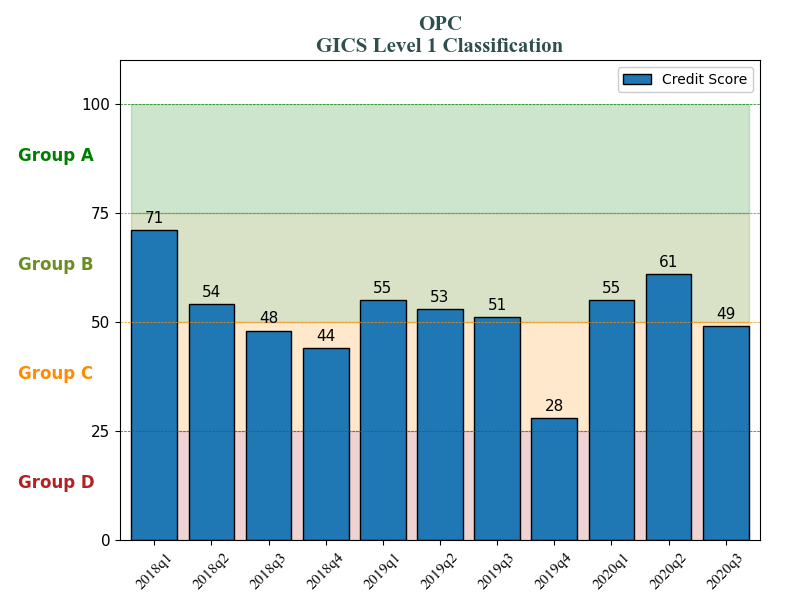 OPC
GICS Level 1 Classification
Credit Score
100
Group A
75
71
Group B
54
48
44
55
53
51
28
55
61
49
50
Group C
25
Group D
0
2018q1
2018q2
2018q3
2018q4
2019q1
2019q2
2019q3
2019q4
2020q1
2020q2
2020q3